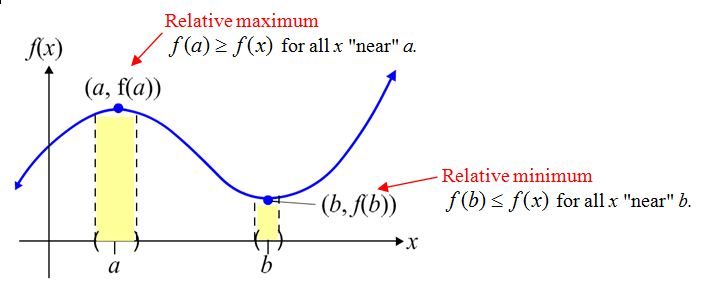 Relative maximum
f(a) ≥ f(x) for all x "near" a.
f(x)
(a, f(a))
Relative minimum
f(b) ≤ f(x) for all x "near" b.
(b, f(b))
( ) ( ) x
a b